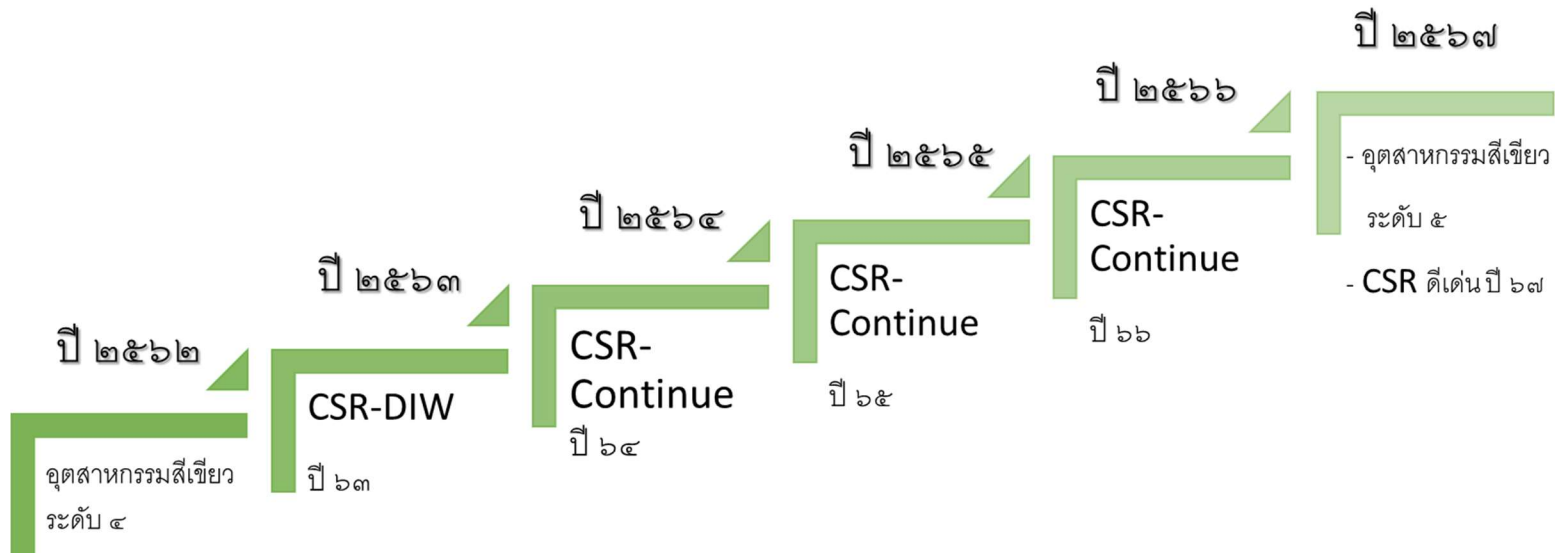 ปี ๒๕๖๒
อุตสาหกรรมสีเขียว
ระดับ ๔
ปี ๒๕๖๓
CSR-DIW
ปี ๖๓
ปี ๒๕๖๔
CSR-
Continue
ปี ๖๔
ปี ๒๕๖๕
CSR-
Continue
ปี ๖๕
ปี ๒๕๖๖
CSR-
Continue
ปี ๖๖
ปี ๒๕๖๗
- อุตสาหกรรมสีเขียว
ระดับ ๕
- CSR ดีเด่น ปี ๖๗